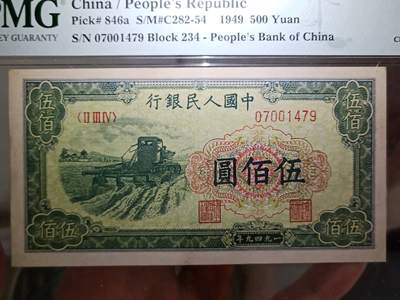 MG
China / People's Republic
EY GUARANTY
Pick# 846a S/M#C282-54 1949 500 Yuan
S/N 07001479 Block 234 - People's Bank of China
伍佰
伍佰
行銀民人國中
(II III IV)
07001479
圓佰伍
佰伍
佰伍
年九四九一